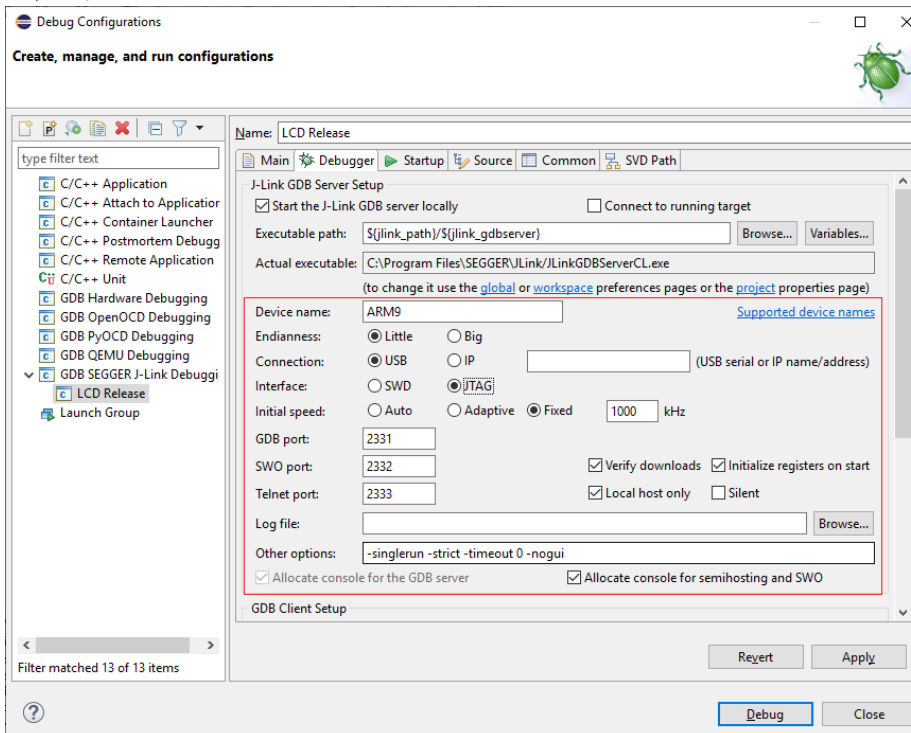 Debug Configurations
Create, manage, and run configurations
type filter text
C/C++ Application
C/C++ Attach to Applicatior
C/C++ Container Launcher
C/C++ Postmortem Debugg
C/C++ Remote Application
C/C++ Unit
GDB Hardware Debugging
GDB OpenOCD Debugging
GDB PyOCD Debugging
GDB QEMU Debugging
GDB SEGGER J-Link Debuggi
LCD Release
Launch Group
Filter matched 13 of 13 items
Name: LCD Release
Main Debugger Startup Source Common SVD Path
J-Link GDB Server Setup
Start the J-Link GDB server locally Connect to running target
Executable path: ${jlink_path}/${jlink_gdbserver} Browse... Variables...
Actual executable: C:\Program Files\SEGGER\JLink/JLinkGDBServerCL.exe
(to change it use the global or workspace preferences pages or the project properties page)
Device name: ARM9 Supported device names
Endianness: Little Big
Connection: USB IP (USB serial or IP name/address)
Interface: SWD JTAG
Initial speed: Auto Adaptive Fixed 1000 kHz
GDB port: 2331
SWO port: 2332 Verify downloads Initialize registers on start
Telnet port: 2333 Local host only Silent
Log file: Browse...
Other options: -singlerun -strict -timeout 0 -nogui
Allocate console for the GDB server Allocate console for semihosting and SWO
GDB Client Setup
Revert Apply
Debug Close